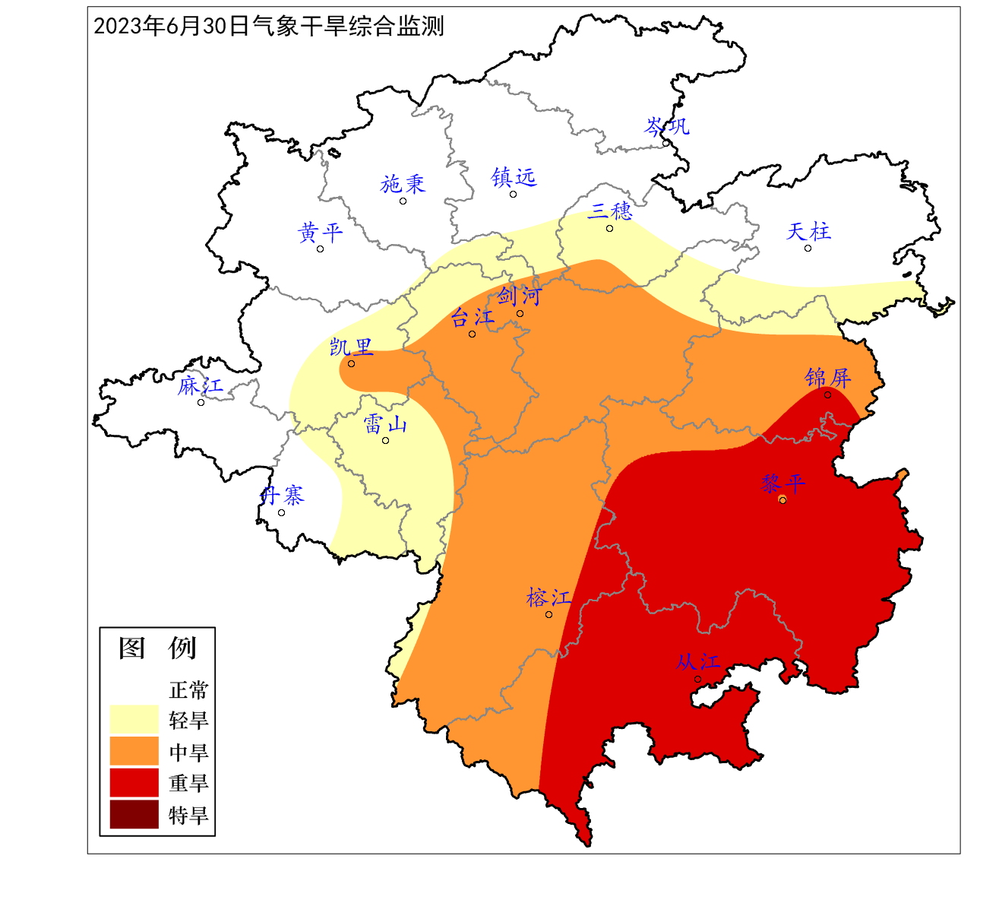 2023年6月30日气象干旱综合监测
岑巩
施秉
镇远
三穗
黄平
天柱
剑河
台江
凯里
锦屏
麻江
雷山
黎平
丹寨
榕江
从江
图 例
正常
轻旱
中旱
重旱
特旱